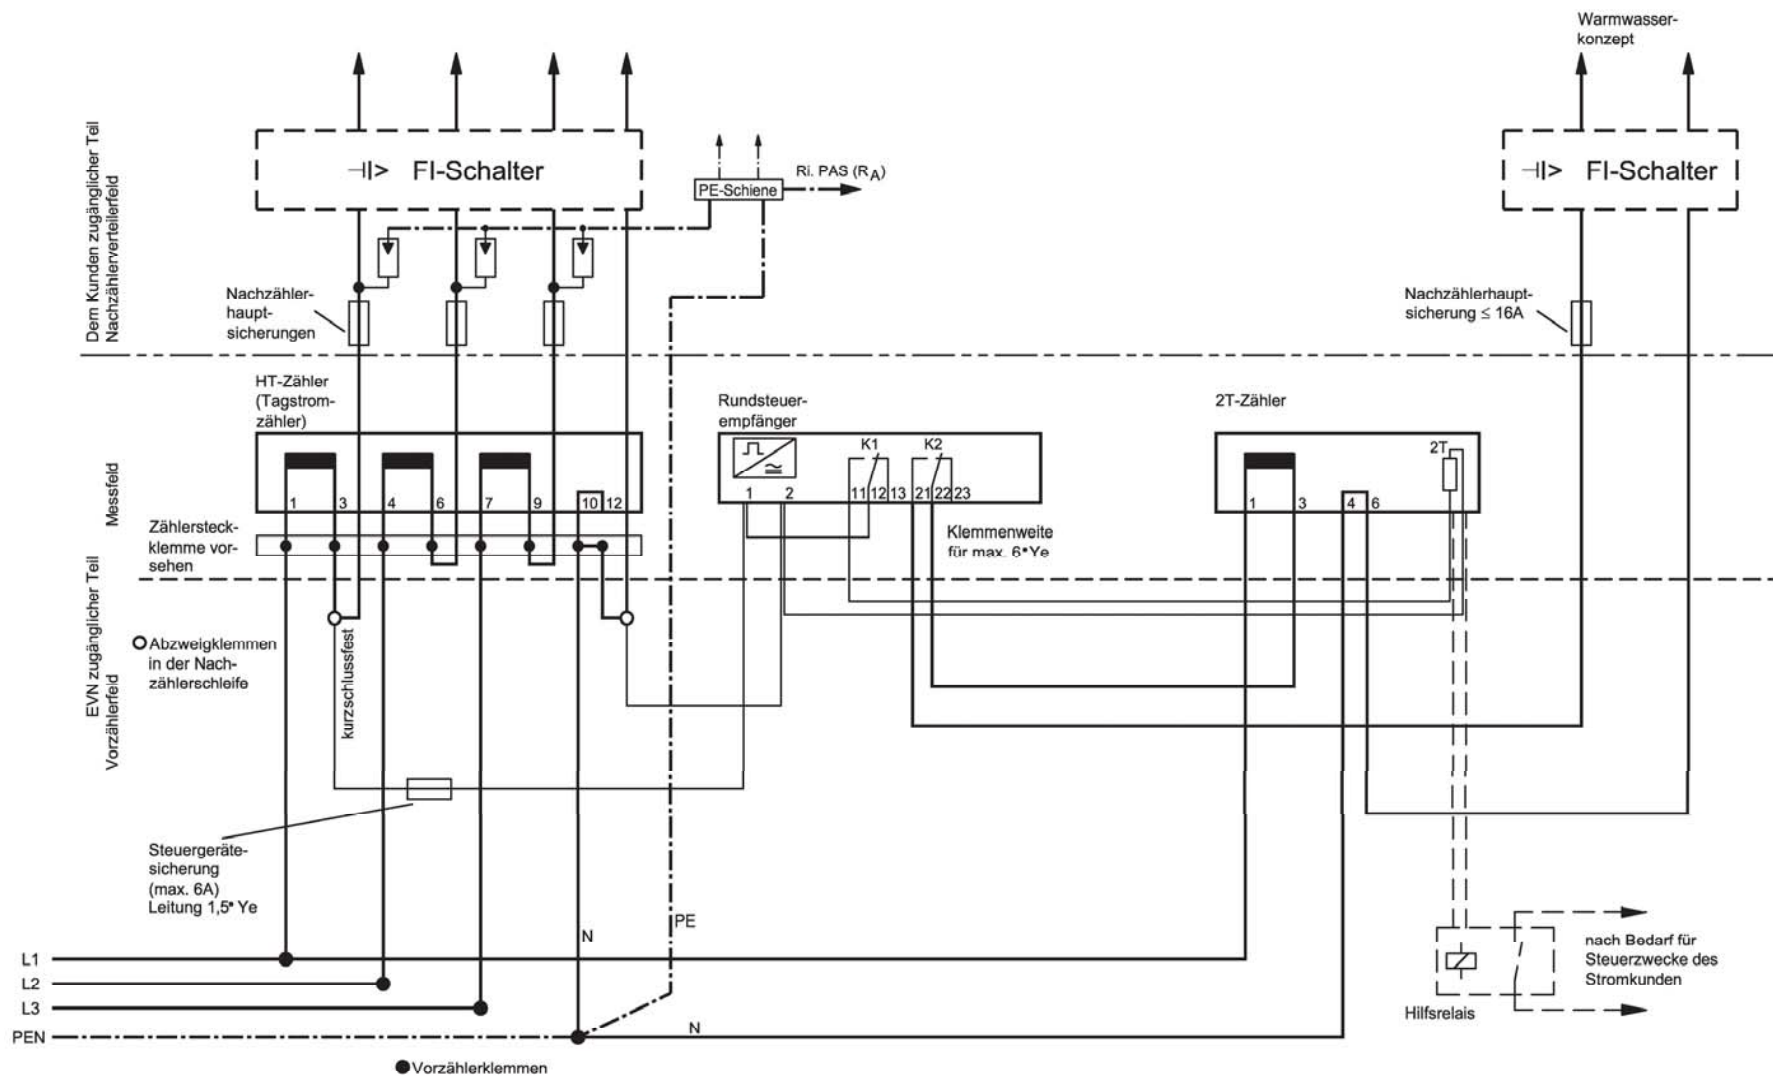 Warmwasser-
konzept
Dem Kunden zugänglicher Teil
Nachzählerverteilerfeld
⊣|> FI-Schalter
⊣|> FI-Schalter
Ri. PAS (RA)
PE-Schiene
Nachzähler-
haupt-
sicherungen
Nachzählerhaupt-
sicherung ≤ 16A
HT-Zähler
(Tagstrom-
zähler)
Rundsteuer-
empfänger
2T-Zähler
K1
K2
2T
1 3 4 6 7 9 10 12
1 2 11 12 13 21 22 23
1 3 4 6
Messfeld
Zählersteck-
klemme vor-
sehen
Klemmenweite
für max. 6•Ye
EVN zugänglicher Teil
Vorzählerfeld
Abzweigklemmen
in der Nach-
zählerschleife
kurzschlussfest
Steuergeräte-
sicherung
(max. 6A)
Leitung 1,5• Ye
N
PE
L1
L2
L3
PEN
N
Vorzählerklemmen
nach Bedarf für
Steuerzwecke des
Stromkunden
Hilfsrelais